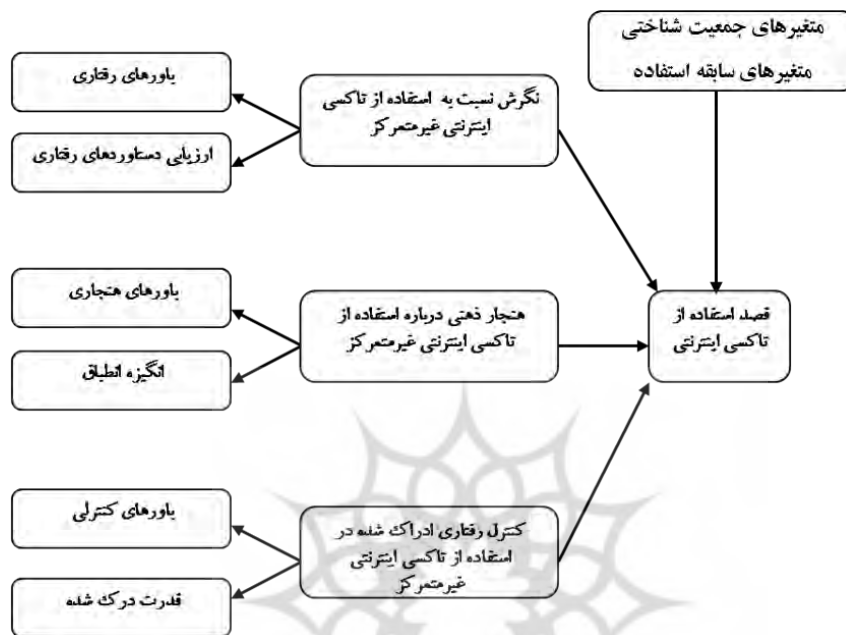 متغیرهای جمعیت شناختی
متغیرهای سابقه استفاده
باورهای رفتاری
نگرش نسبت به استفاده از تاکسی
اینترنتی غیرمتمرکز
ارزیابی دستاوردهای رفتاری
باورهای هنجاری
هنجار ذهنی درباره استفاده از
تاکسی اینترنتی غیرمتمرکز
قصد استفاده از
تاکسی اینترنتی
انگیزه انطباق
باورهای کنترلی
کنترل رفتاری ادراک شده در
استفاده از تاکسی اینترنتی
غیرمتمرکز
قدرت درک شده